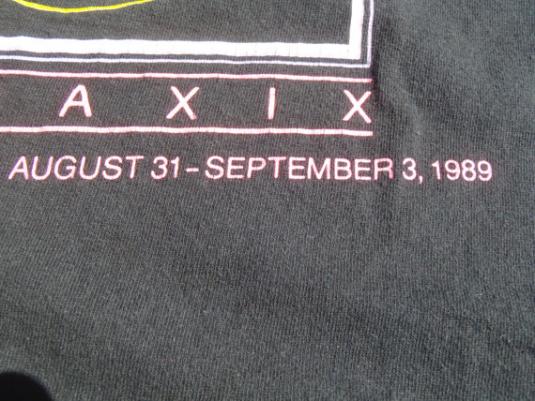 A X I X
AUGUST 31-SEPTEMBER 3, 1989